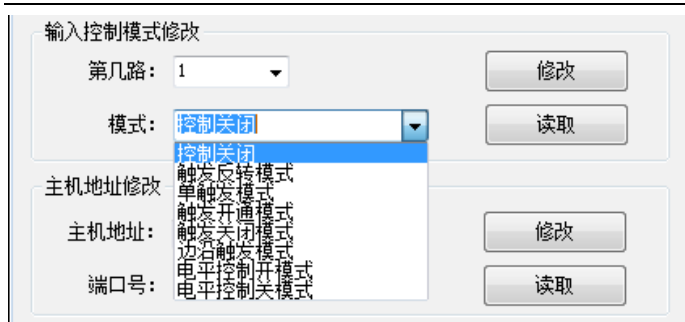 输入控制模式修改
第几路： 1 修改
模式： 控制关闭 读取
控制关闭
触发反转模式
单触发模式
触发开通模式
触发关闭模式
边沿触发模式
电平控制开模式
电平控制关模式
主机地址修改
主机地址： 修改
端口号： 读取